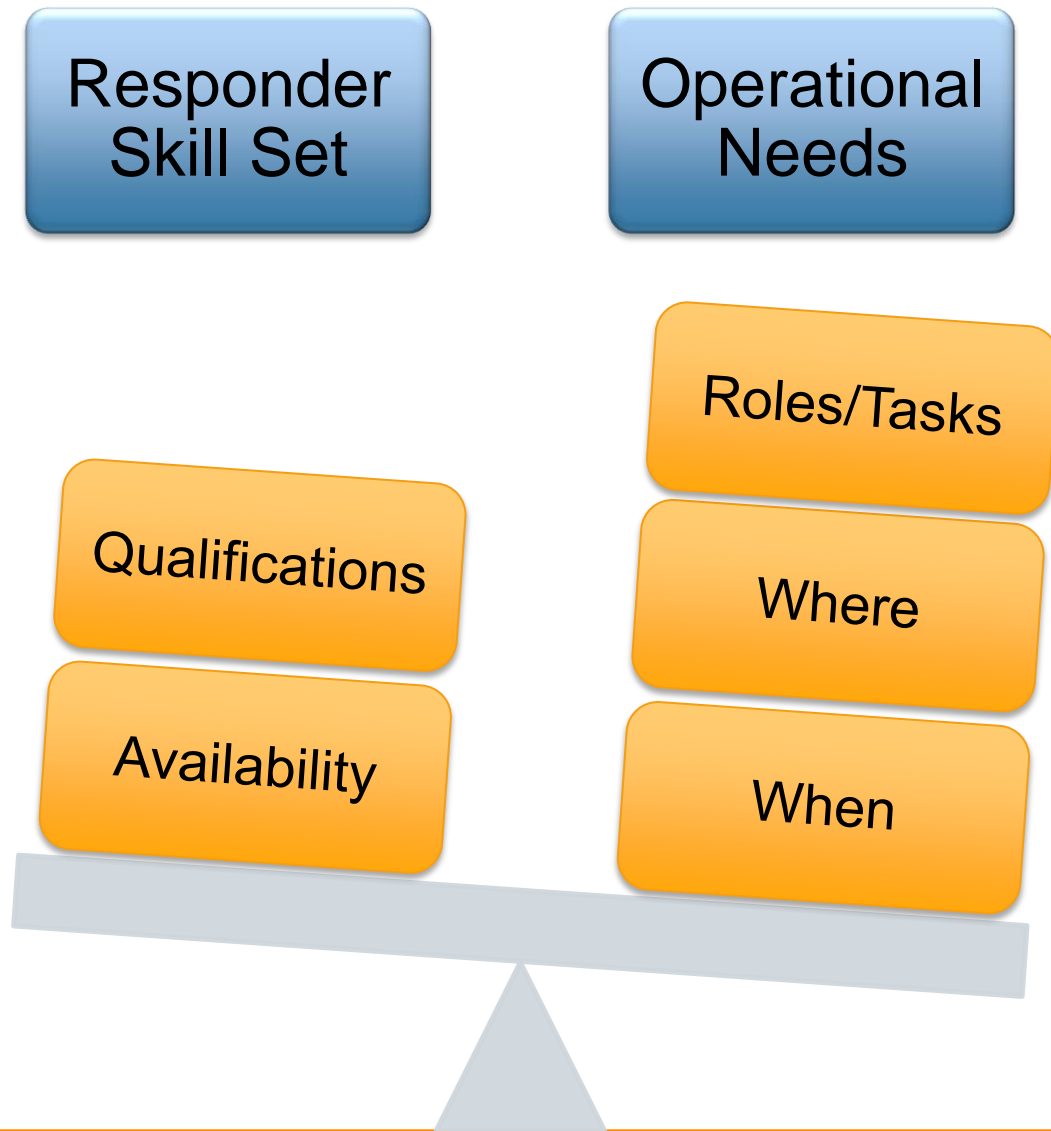 Responder
Skill Set
Operational
Needs
Qualifications
Availability
Roles/Tasks
Where
When